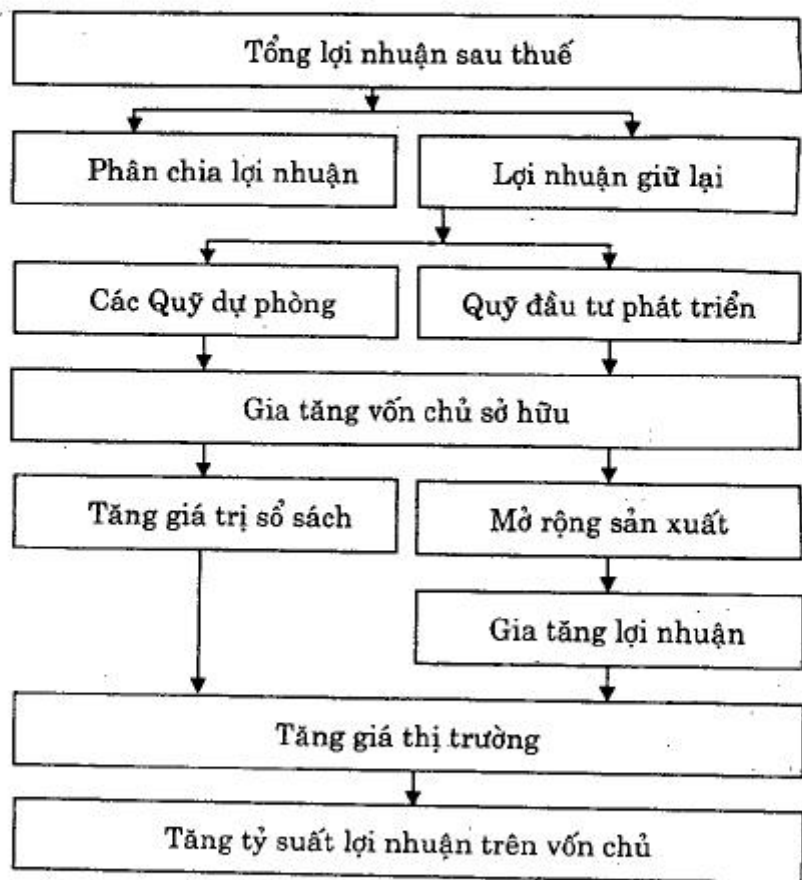 Tổng lợi nhuận sau thuế
Phân chia lợi nhuận
Lợi nhuận giữ lại
Các Quỹ dự phòng
Quỹ đầu tư phát triển
Gia tăng vốn chủ sở hữu
Tăng giá trị sổ sách
Mở rộng sản xuất
Gia tăng lợi nhuận
Tăng giá thị trường
Tăng tỷ suất lợi nhuận trên vốn chủ